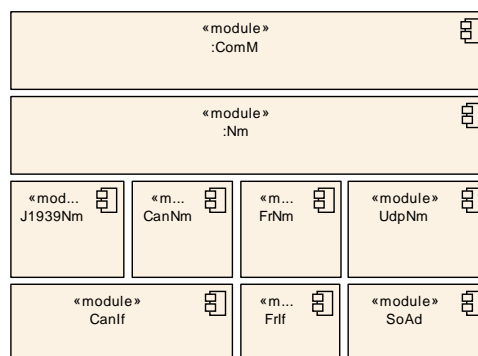 «module»
:ComM
«module»
:Nm
«mod...
J1939Nm
«m...
CanNm
«m...
FrNm
«module»
UdpNm
«module»
CanIf
«m...
FrIf
«module»
SoAd